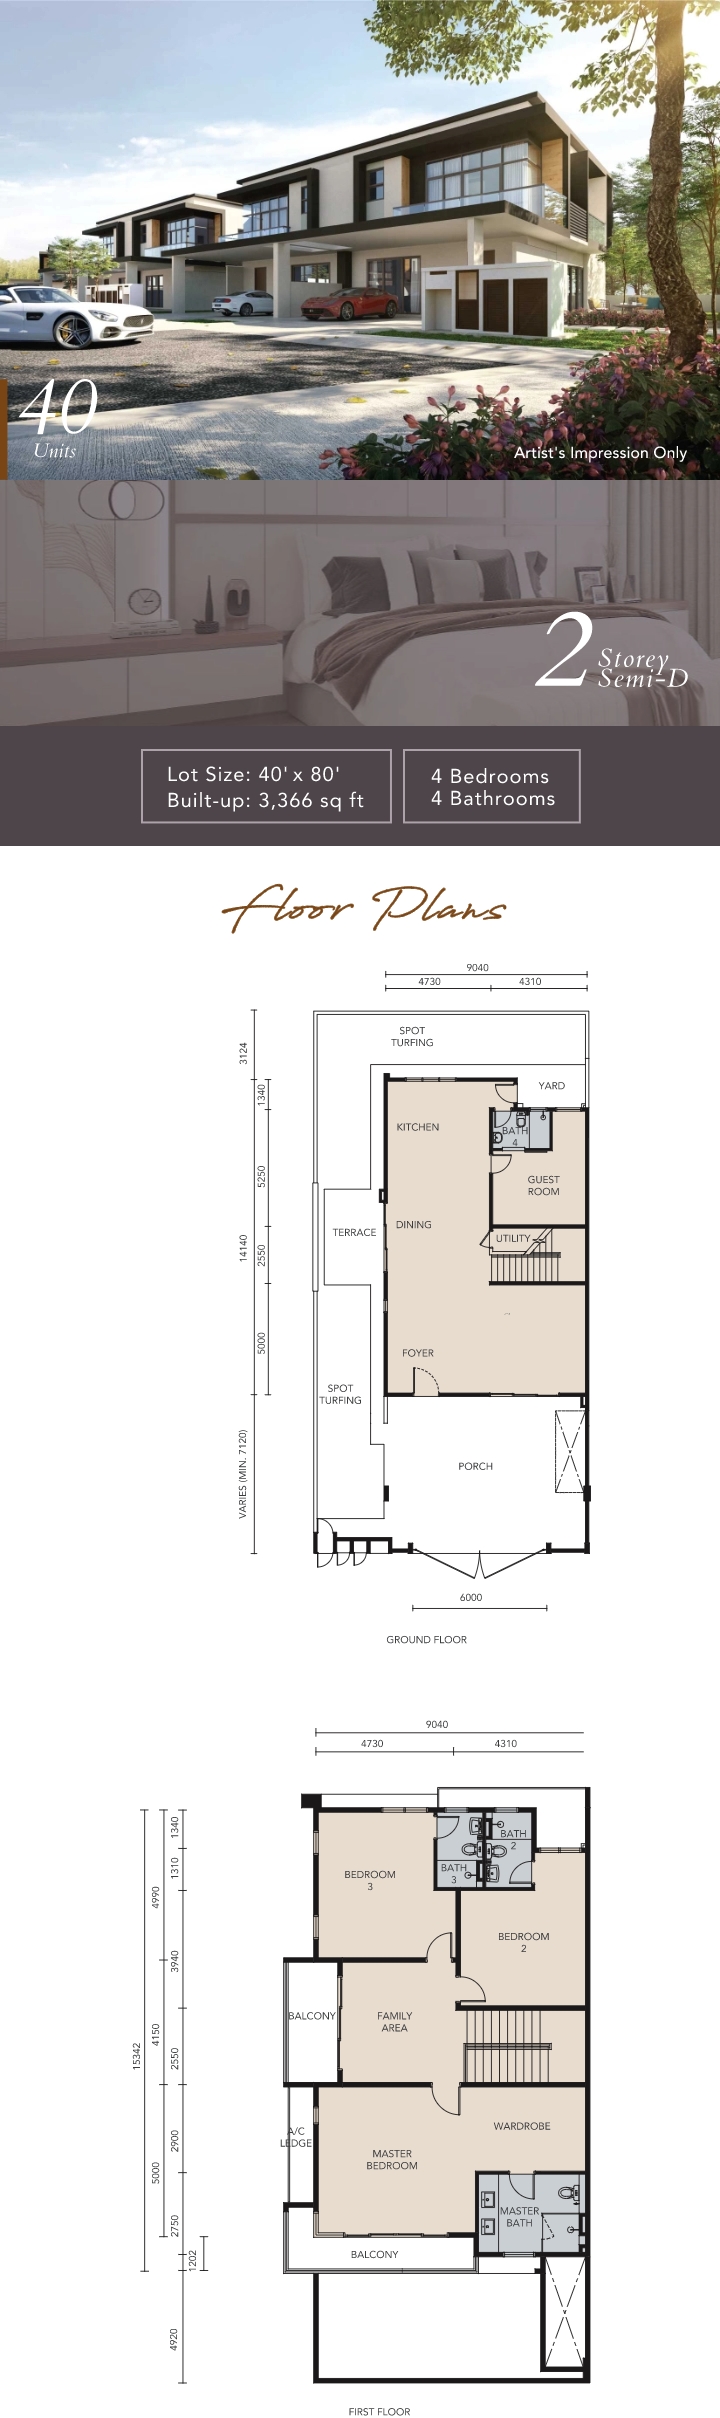 40
Units
Artist's Impression Only
2 Storey
Semi-D
Lot Size: 40' x 80'
Built-up: 3,366 sq ft
4 Bedrooms
4 Bathrooms
Floor Plans
9040
4730
4310
SPOT
TURFING
3124
1340
YARD
KITCHEN
BATH
4
5250
GUEST
ROOM
TERRACE
DINING
UTILITY
14140
2550
5000
FOYER
SPOT
TURFING
VARIES (MIN. 7120)
PORCH
6000
GROUND FLOOR
9040
4730
4310
1340
BATH
2
1310
BEDROOM
3
BATH
3
4990
BEDROOM
2
3940
BALCONY
FAMILY
AREA
4150
15342
2550
A/C
LEDGE
WARDROBE
2900
MASTER
BEDROOM
5000
MASTER
BATH
2750
BALCONY
1202
4920
FIRST FLOOR